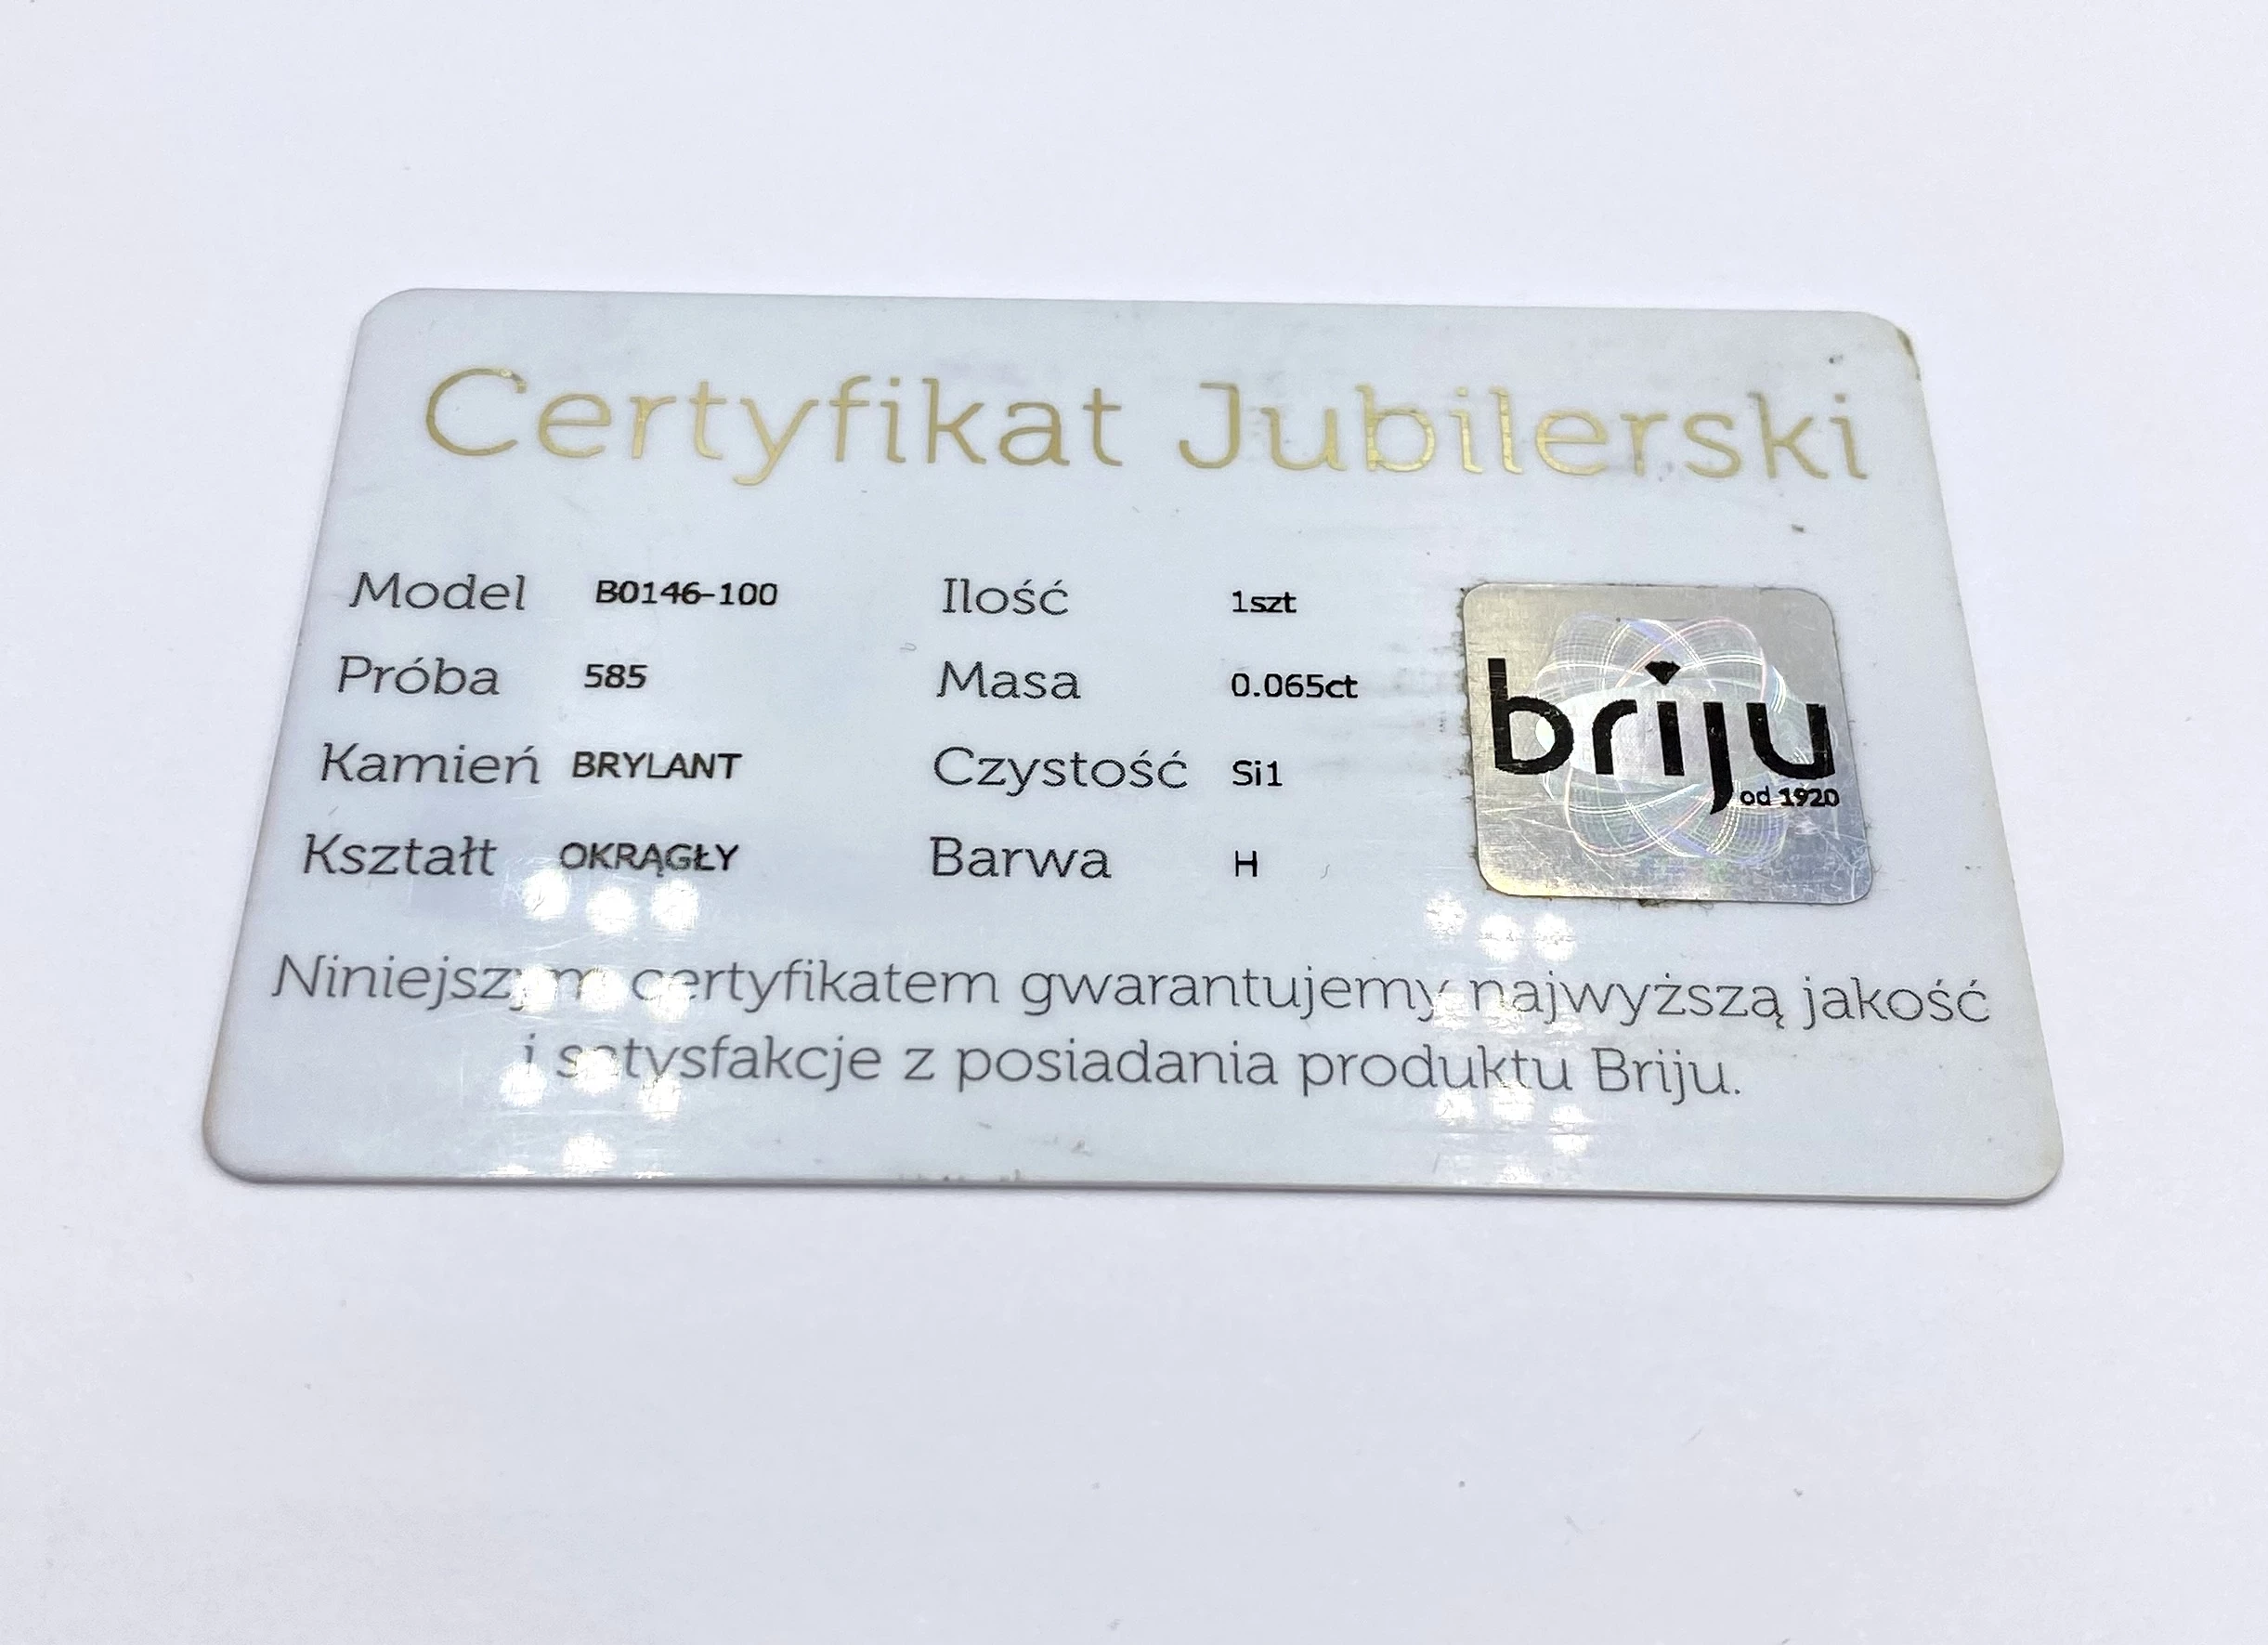 Certyfikat Jubilerski
Model B0146-100 Ilość 1szt
Próba 585 Masa 0.065ct
Kamień BRYLANT Czystość Si1
Kształt OKRĄGŁY Barwa H
briju
od 1920
Niniejszym certyfikatem gwarantujemy najwyższą jakość
i satysfakcje z posiadania produktu Briju.